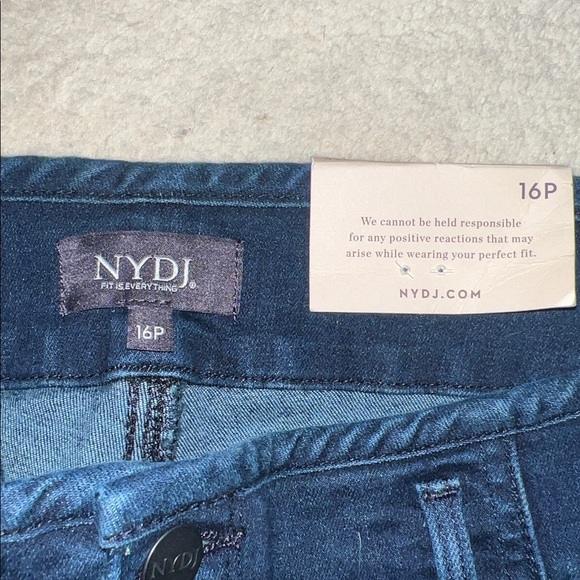 16P
We cannot be held responsible
for any positive reactions that may
arise while wearing your perfect fit.
NYDJ.COM
NYDJ®
FIT IS EVERYTHING
16P
NYDJ